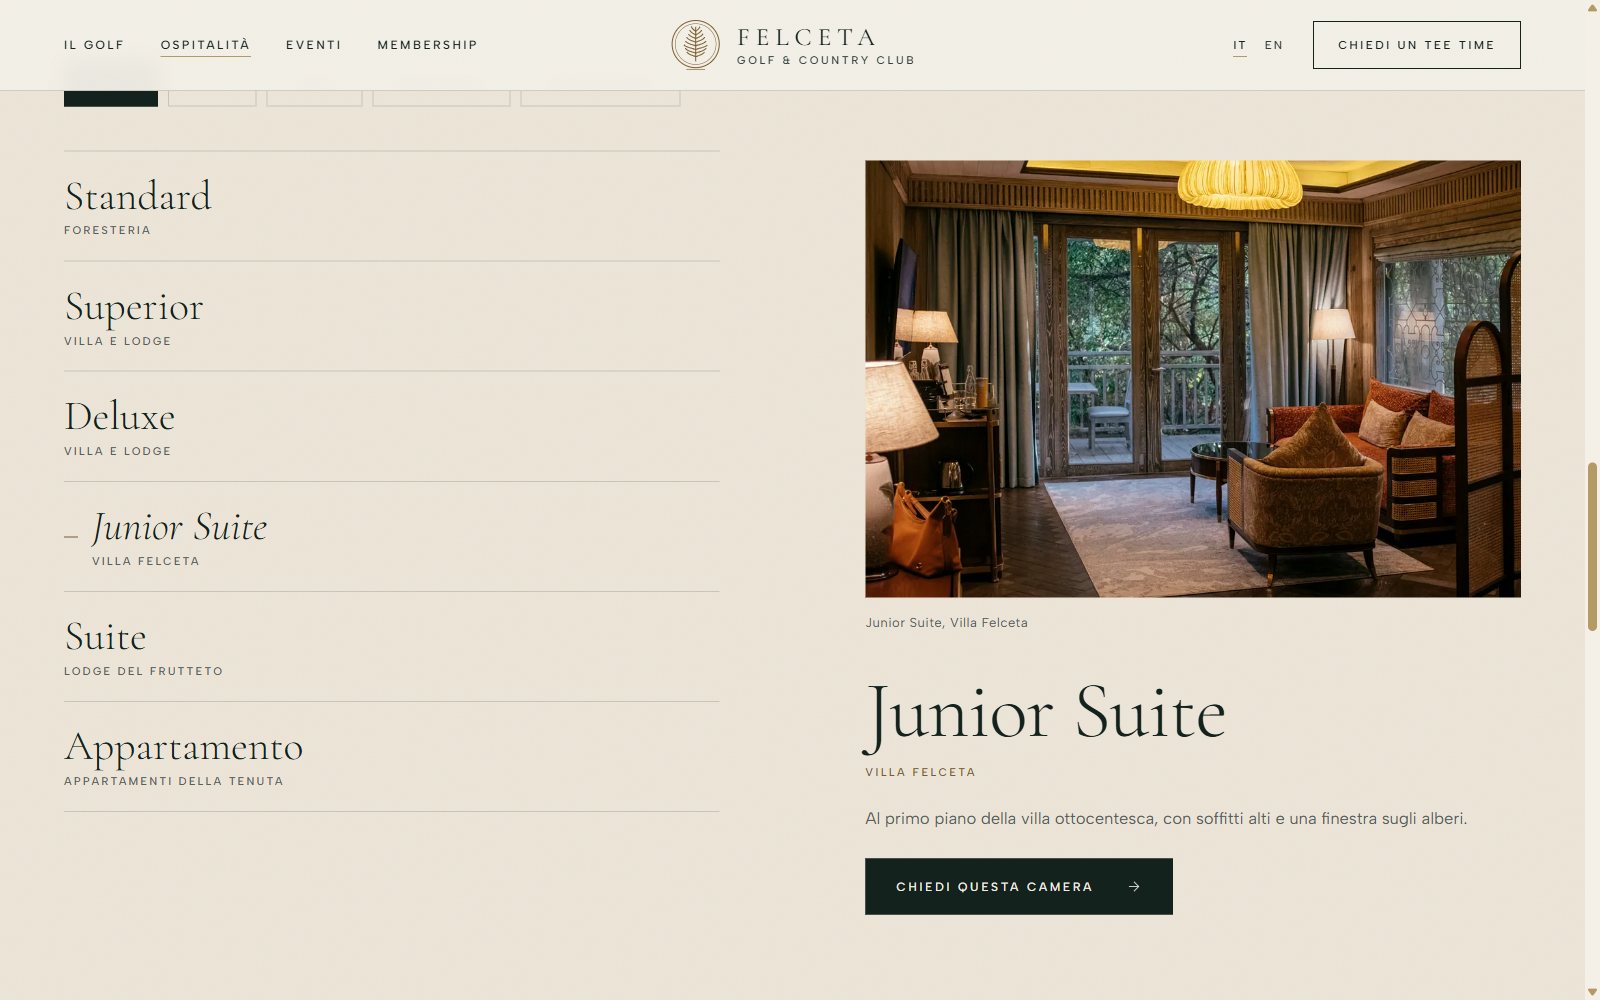 IL GOLF
OSPITALITÀ
EVENTI
MEMBERSHIP
FELCETA
GOLF & COUNTRY CLUB
IT
EN
CHIEDI UN TEE TIME
Standard
FORESTERIA
Superior
VILLA E LODGE
Deluxe
VILLA E LODGE
Junior Suite
VILLA FELCETA
Suite
LODGE DEL FRUTTETO
Appartamento
APPARTAMENTI DELLA TENUTA
Junior Suite, Villa Felceta
Junior Suite
VILLA FELCETA
Al primo piano della villa ottocentesca, con soffitti alti e una finestra sugli alberi.
CHIEDI QUESTA CAMERA